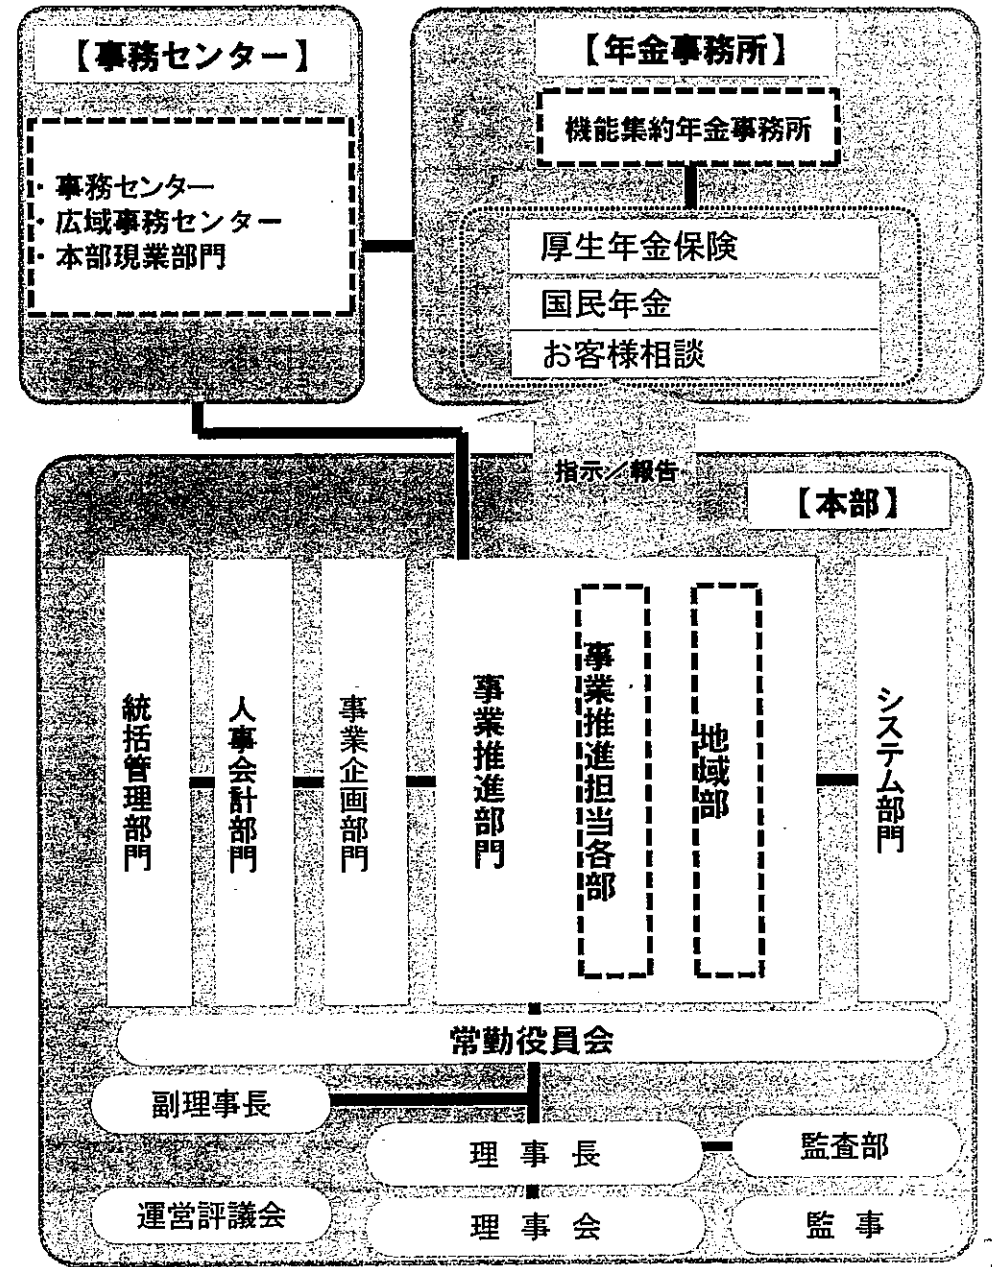 【事務センター】
・事務センター
・広域事務センター
・本部現業部門
【年金事務所】
機能集約年金事務所
厚生年金保険
国民年金
お客様相談
指示／報告
【本部】
統括管理部門
人事会計部門
事業企画部門
事業推進部門
事業推進担当各部
地域部
システム部門
常勤役員会
副理事長
理事長
監査部
運営評議会
理事会
監事